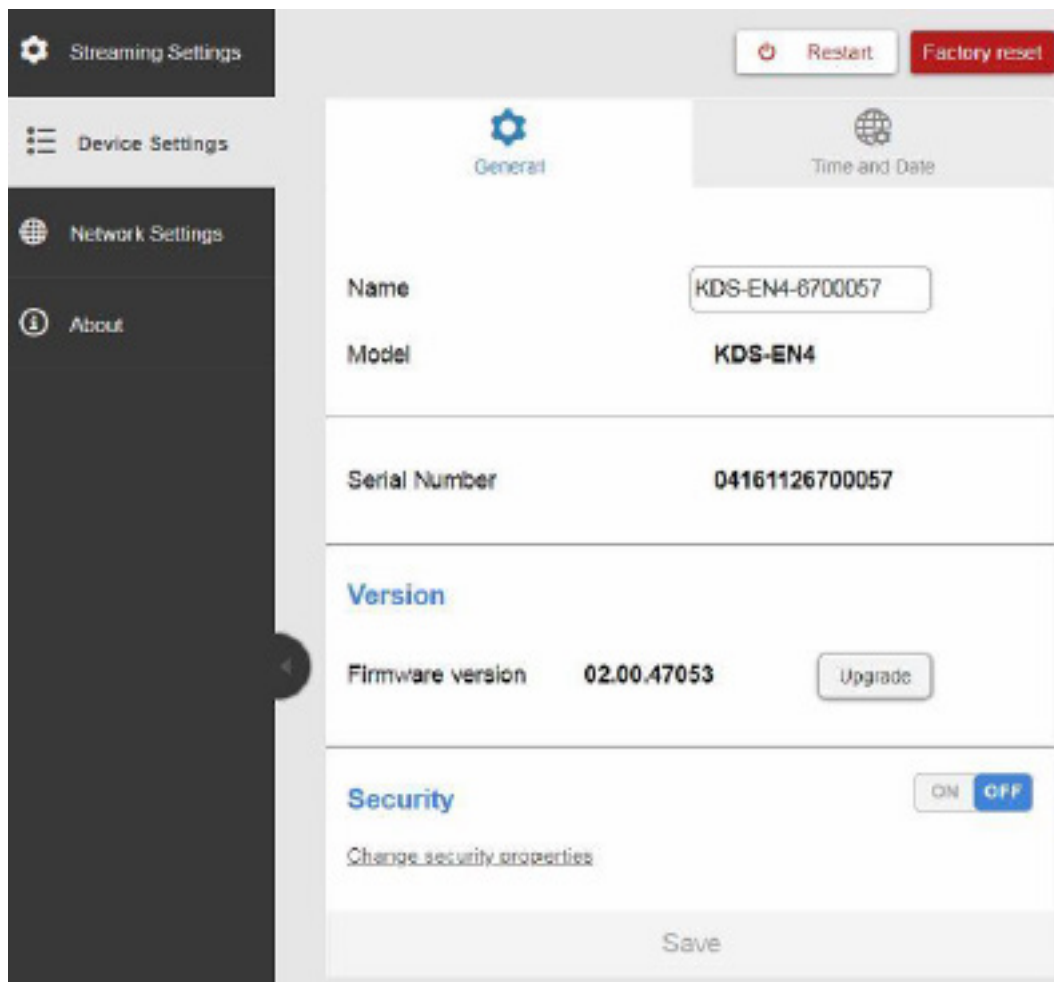 Streaming Settings
Restart
Factory reset
Device Settings
General
Time and Date
Network Settings
Name
KDS-EN4-6700057
About
Model
KDS-EN4
Serial Number
04161126700057
Version
Firmware version
02.00.47053
Upgrade
Security
ON
OFF
Change security properties
Save